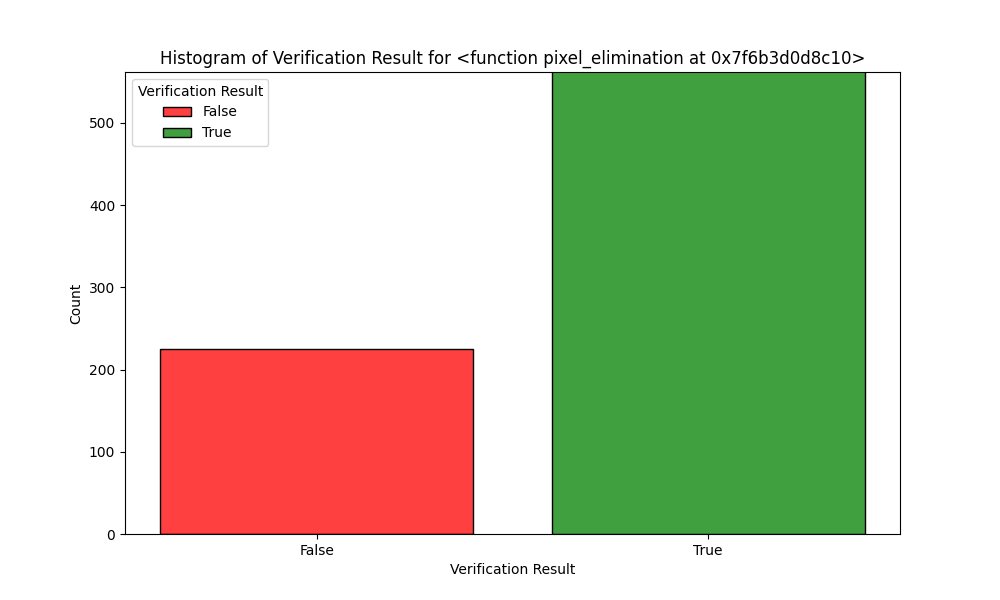 Histogram of Verification Result for <function pixel_elimination at 0x7f6b3d0d8c10>
Verification Result
False
True
500
400
300
200
100
0
Count
False True
Verification Result